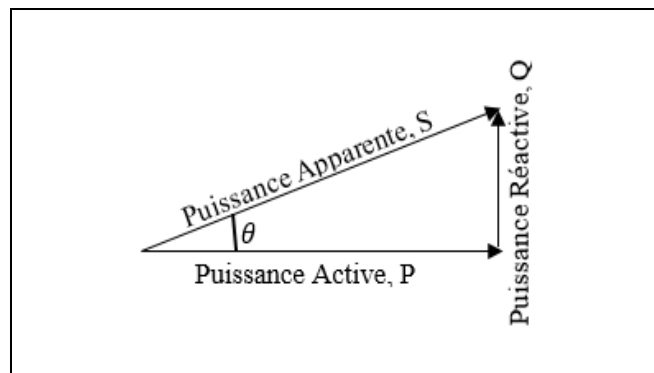 Puissance Apparente, S
θ
Puissance Active, P
Puissance Réactive, Q